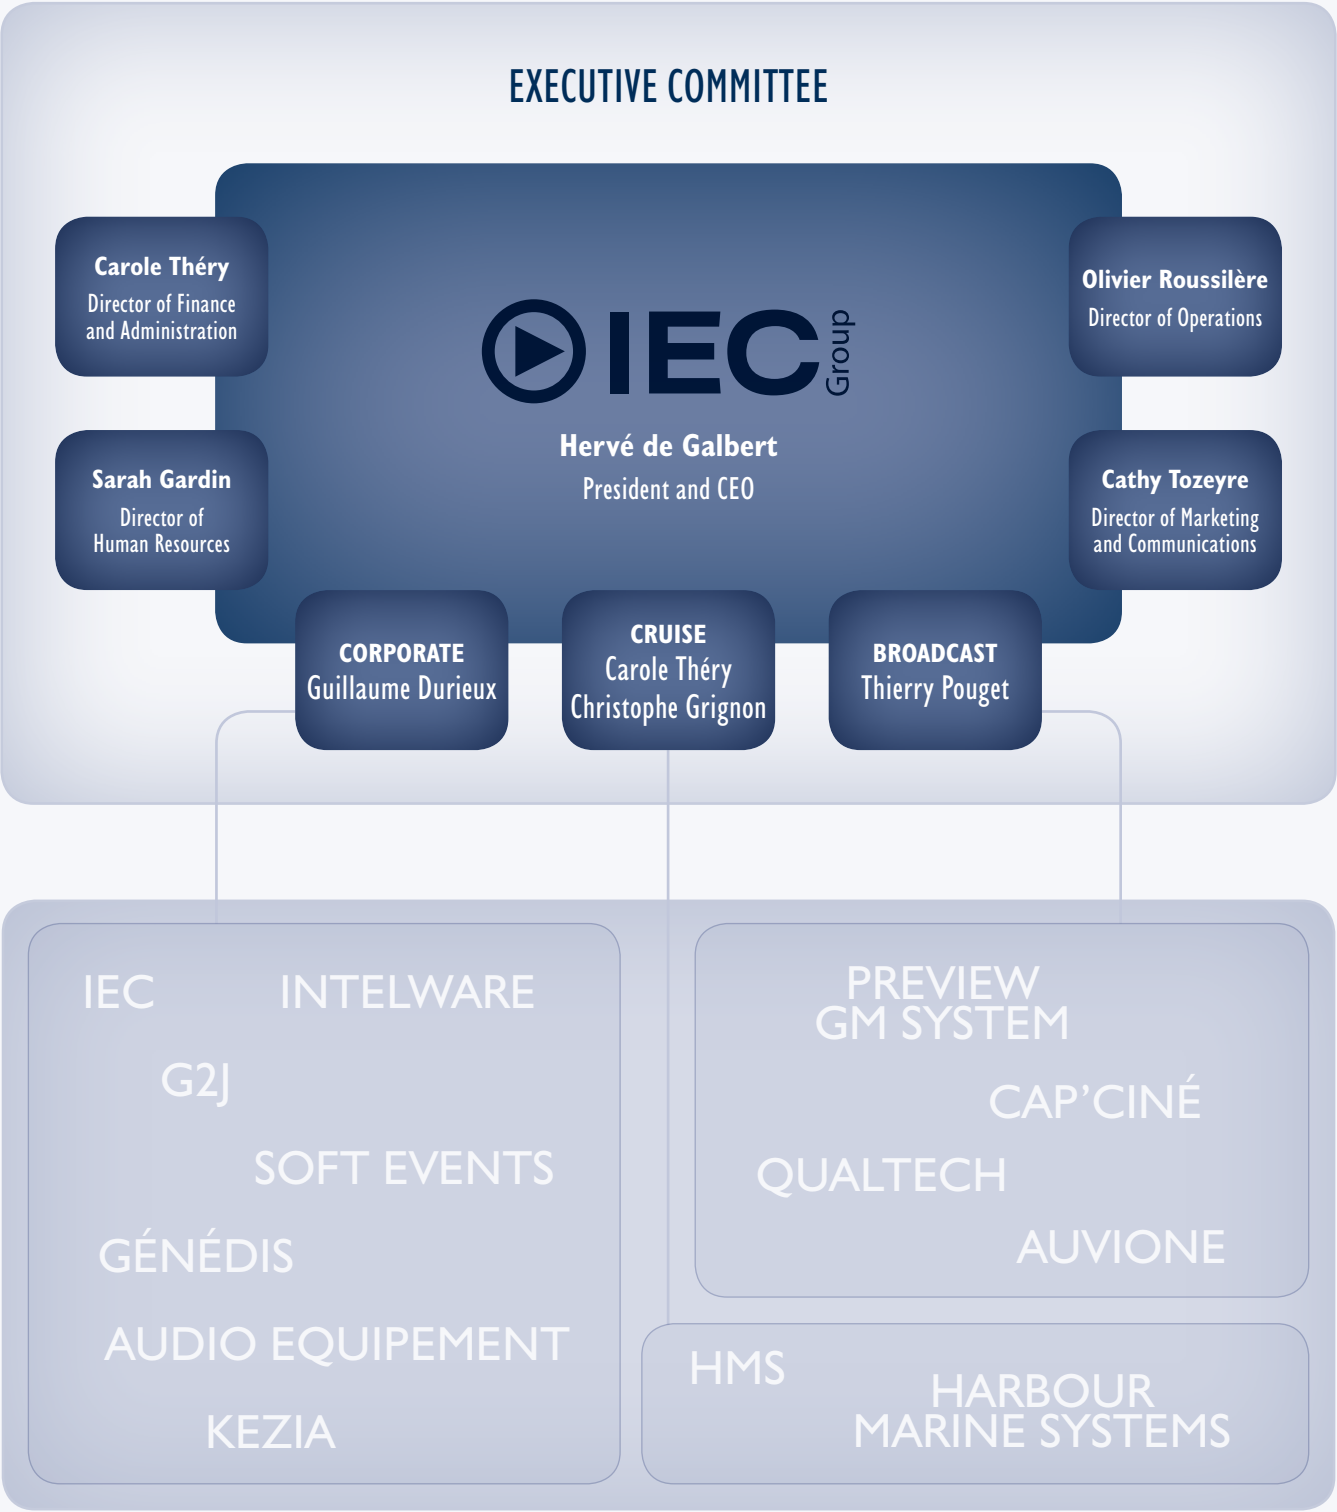 EXECUTIVE COMMITTEE
IEC Group
Hervé de Galbert
President and CEO
Carole Théry
Director of Finance
and Administration
Sarah Gardin
Director of
Human Resources
Olivier Roussilère
Director of Operations
Cathy Tozeyre
Director of Marketing
and Communications
CORPORATE
Guillaume Durieux
CRUISE
Carole Théry
Christophe Grignon
BROADCAST
Thierry Pouget
IEC
INTELWARE
G2J
SOFT EVENTS
GÉNÉDIS
AUDIO EQUIPEMENT
KEZIA
PREVIEW
GM SYSTEM
CAP’CINÉ
QUALTECH
AUVIONE
HMS
HARBOUR
MARINE SYSTEMS